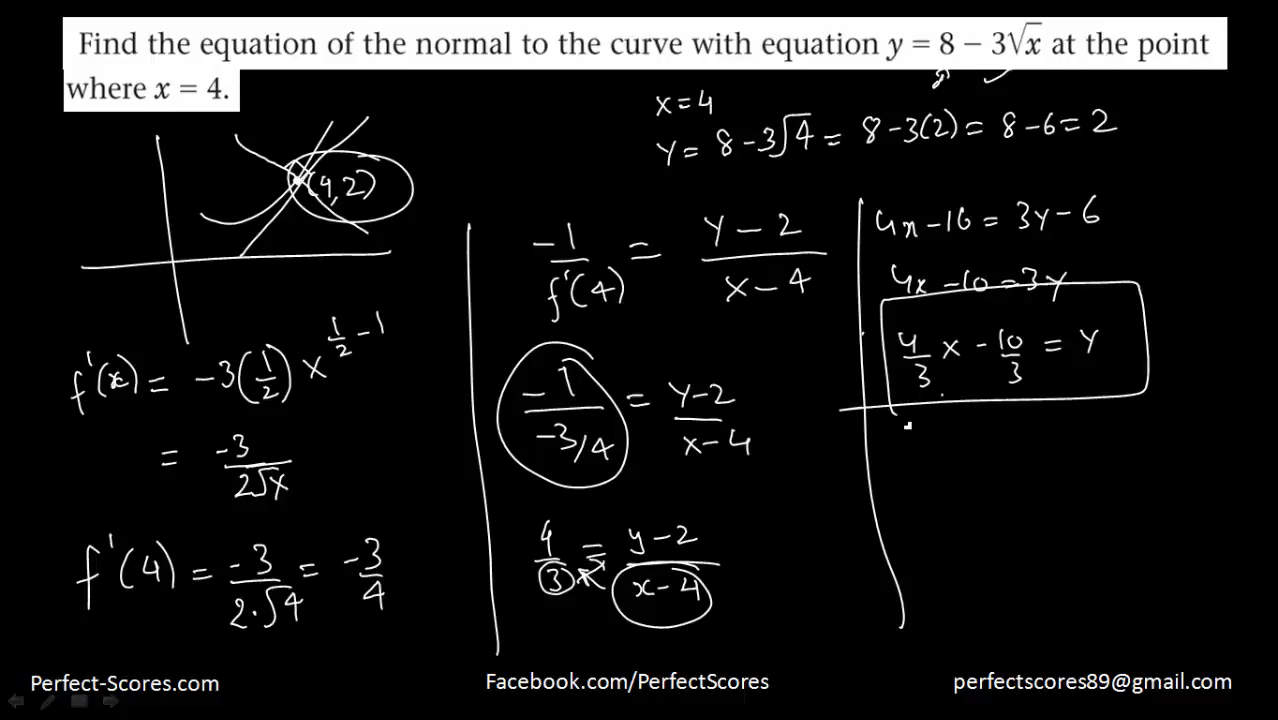 Find the equation of the normal to the curve with equation y = 8 − 3√x at the point
where x = 4.
x = 4
y = 8 − 3√4 = 8 − 3(2) = 8 − 6 = 2
(4,2)
f'(x) = −3(1/2) x^(1/2 − 1)
= −3/(2√x)
f'(4) = −3/(2·√4) = −3/4
−1/f'(4) = (y − 2)/(x − 4)
−1/(−3/4) = (y − 2)/(x − 4)
4/3 = (y − 2)/(x − 4)
4x − 16 = 3y − 6
4x − 10 = 3y
4/3 x − 10/3 = y
Perfect-Scores.com
Facebook.com/PerfectScores
perfectscores89@gmail.com